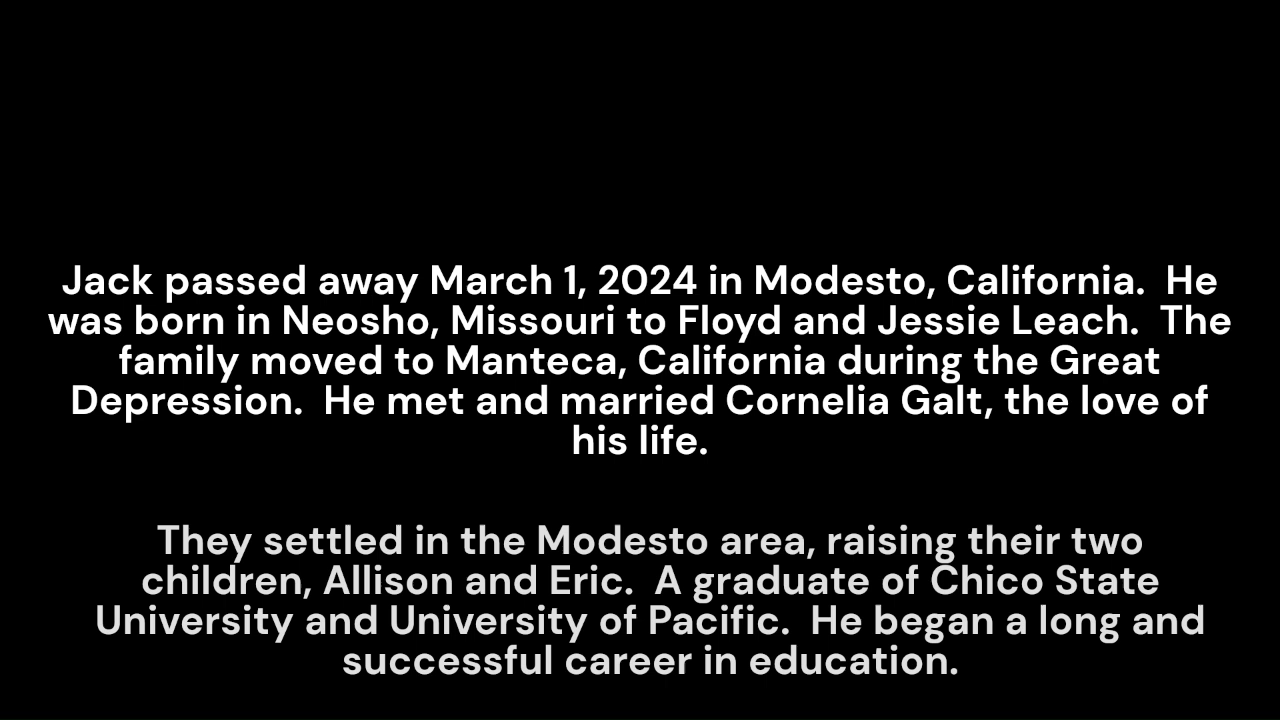 Jack passed away March 1, 2024 in Modesto, California.  He
was born in Neosho, Missouri to Floyd and Jessie Leach.  The
family moved to Manteca, California during the Great
Depression.  He met and married Cornelia Galt, the love of
his life.
They settled in the Modesto area, raising their two
children, Allison and Eric.  A graduate of Chico State
University and University of Pacific.  He began a long and
successful career in education.